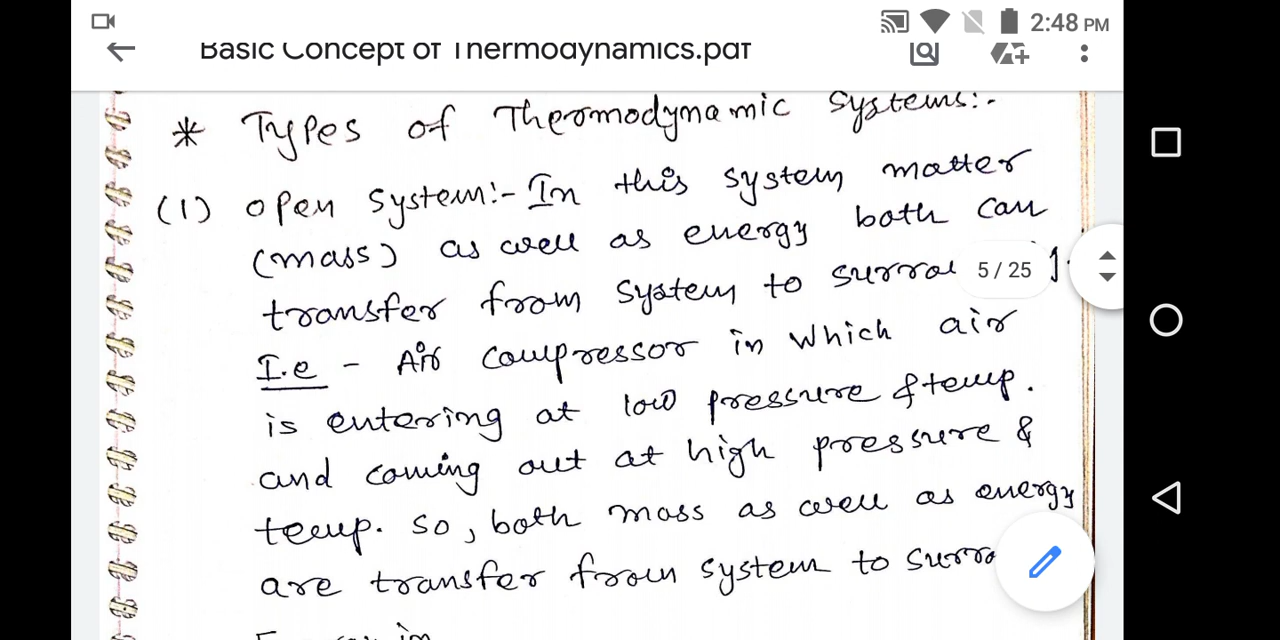 2:48 PM
Basic Concept of Thermodynamics.pdf
* Types of Thermodynamic Systems:-
(1) Open System:- In this system matter
(mass) as well as energy both can
transfer from system to surrou
5 / 25
I.e - Air Compressor in which air
is entering at low pressure & temp.
and coming out at high pressure &
temp. so, both mass as well as energy
are transfer from system to surro